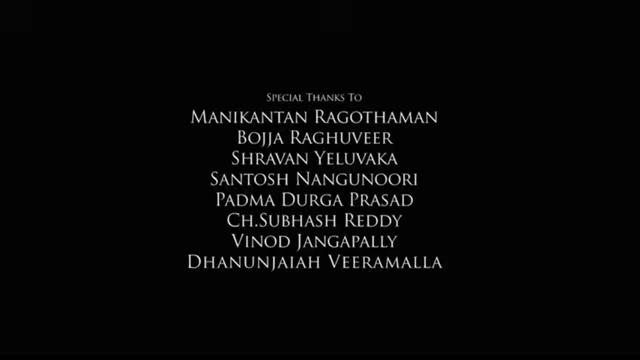 Special Thanks To
Manikantan Ragothaman
Bojja Raghuveer
Shravan Yeluvaka
Santosh Nangunoori
Padma Durga Prasad
Ch.Subhash Reddy
Vinod Jangapally
Dhanunjaiah Veeramalla